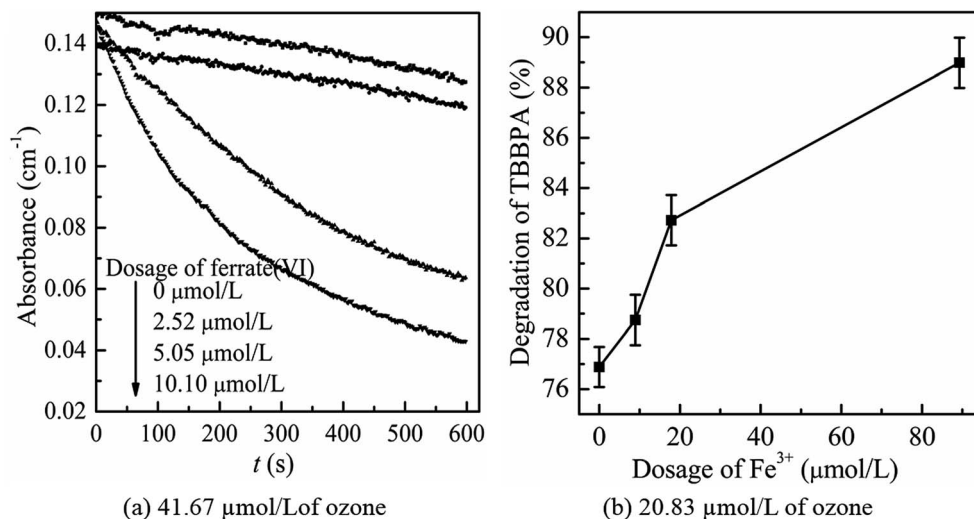 0.14
0.12
0.10
0.08
0.06
0.04
0.02
Absorbance (cm⁻¹)
Dosage of ferrate(VI)
0 μmol/L
2.52 μmol/L
5.05 μmol/L
10.10 μmol/L
0 100 200 300 400 500 600
t (s)
(a) 41.67 μmol/Lof ozone
90
88
86
84
82
80
78
76
Degradation of TBBPA (%)
0 20 40 60 80
Dosage of Fe³⁺ (μmol/L)
(b) 20.83 μmol/L of ozone